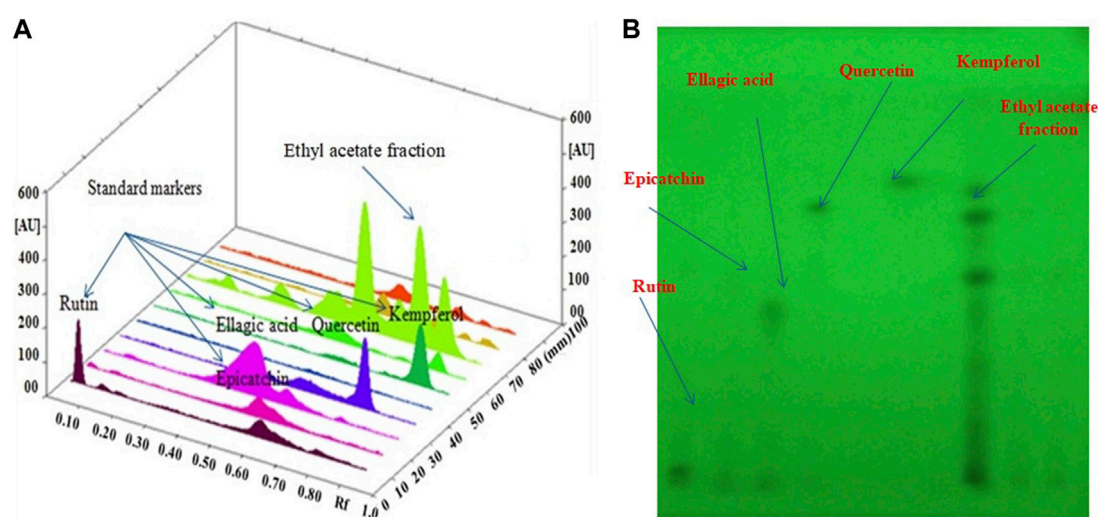 A
600
[AU]
400
300
200
100
00
Standard markers
Ethyl acetate fraction
600
[AU]
400
300
200
100
00
Rutin
Ellagic acid
Quercetin
Kempferol
Epicatchin
0.10
0.20
0.30
0.40
0.50
0.60
0.70
0.80
Rf
1.0
0
10
20
30
40
50
60
70
80
(mm)
100
B
Ellagic acid
Quercetin
Kempferol
Ethyl acetate
fraction
Epicatchin
Rutin